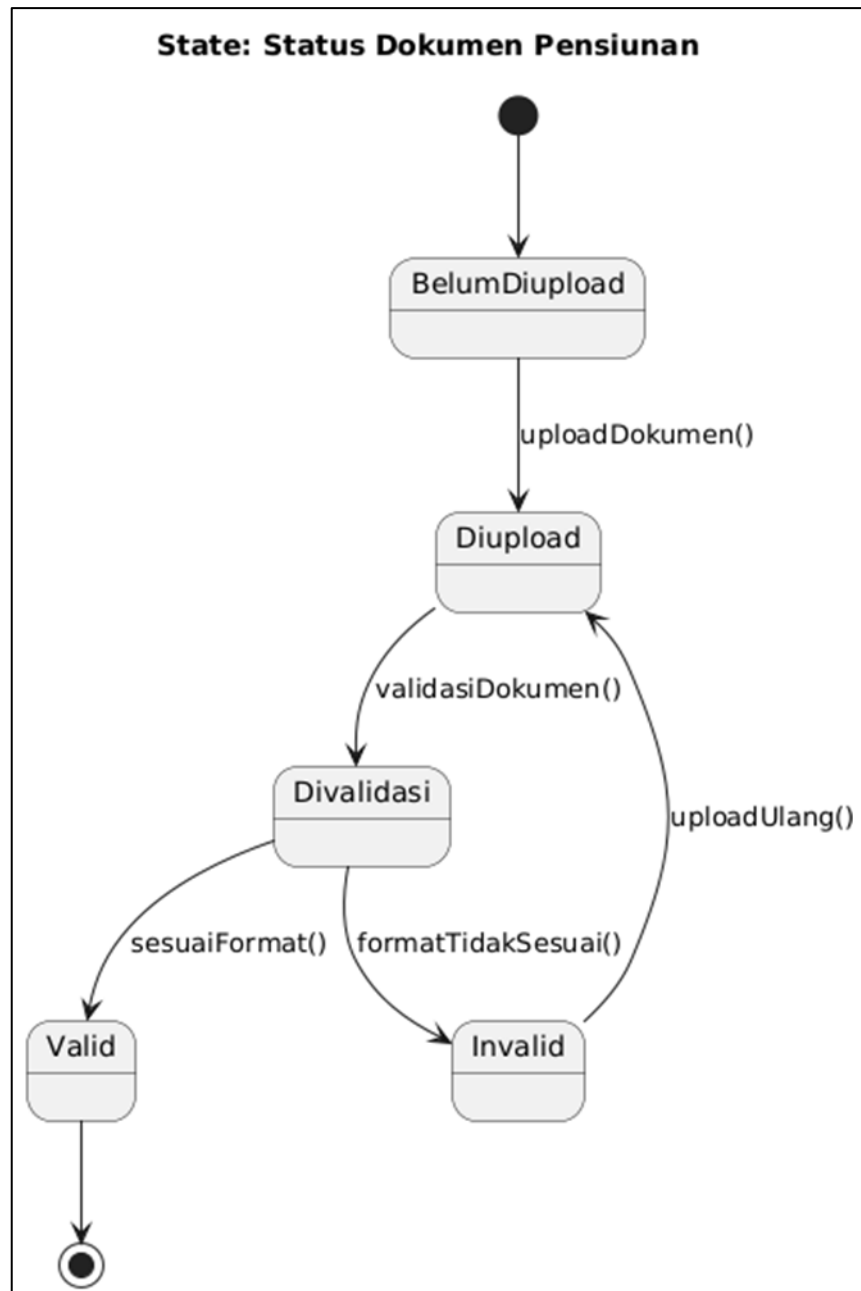 State: Status Dokumen Pensiunan
BelumDiupload
uploadDokumen()
Diupload
validasiDokumen()
Divalidasi
uploadUlang()
sesuaiFormat()
formatTidakSesuai()
Valid
Invalid